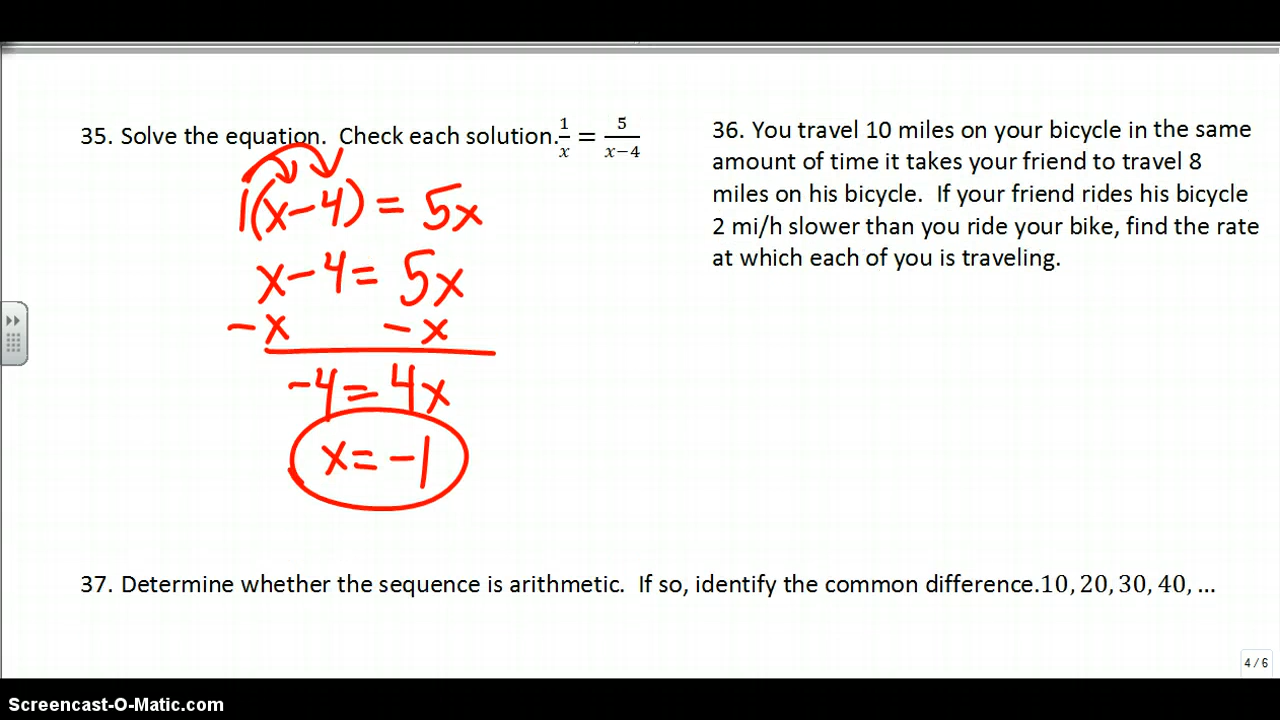 35. Solve the equation.  Check each solution. 1/x = 5/(x−4)
1(x−4) = 5x
x−4 = 5x
−x −x
−4 = 4x
x = −1
36. You travel 10 miles on your bicycle in the same
amount of time it takes your friend to travel 8
miles on his bicycle.  If your friend rides his bicycle
2 mi/h slower than you ride your bike, find the rate
at which each of you is traveling.
37. Determine whether the sequence is arithmetic.  If so, identify the common difference.10, 20, 30, 40, ...
4 / 6
Screencast-O-Matic.com